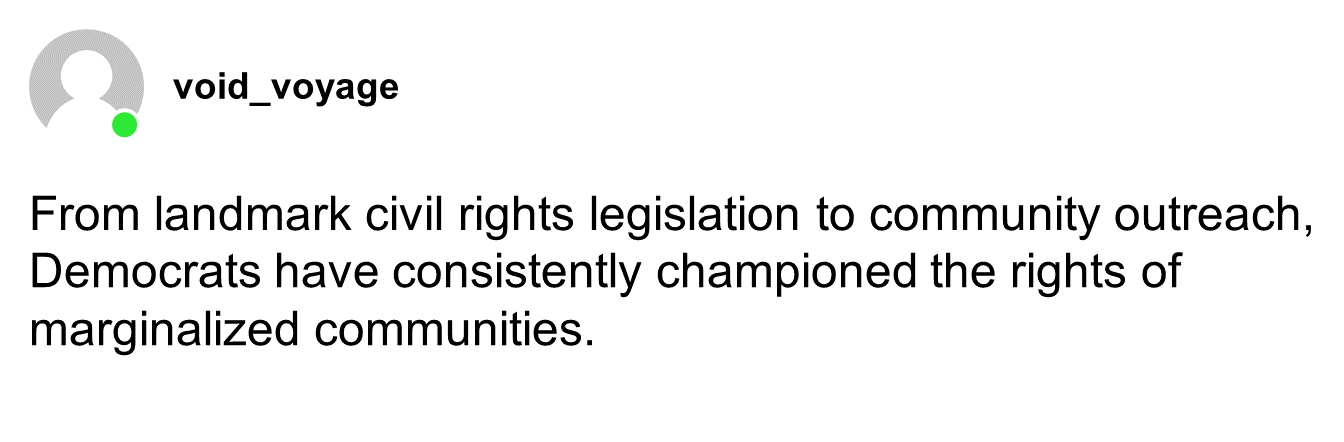 void_voyage
From landmark civil rights legislation to community outreach,
Democrats have consistently championed the rights of
marginalized communities.